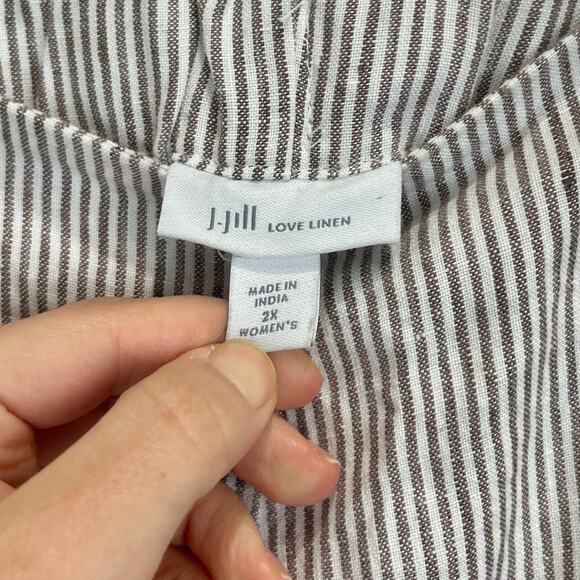 J.Jill LOVE LINEN
MADE IN
INDIA
2X
WOMEN'S